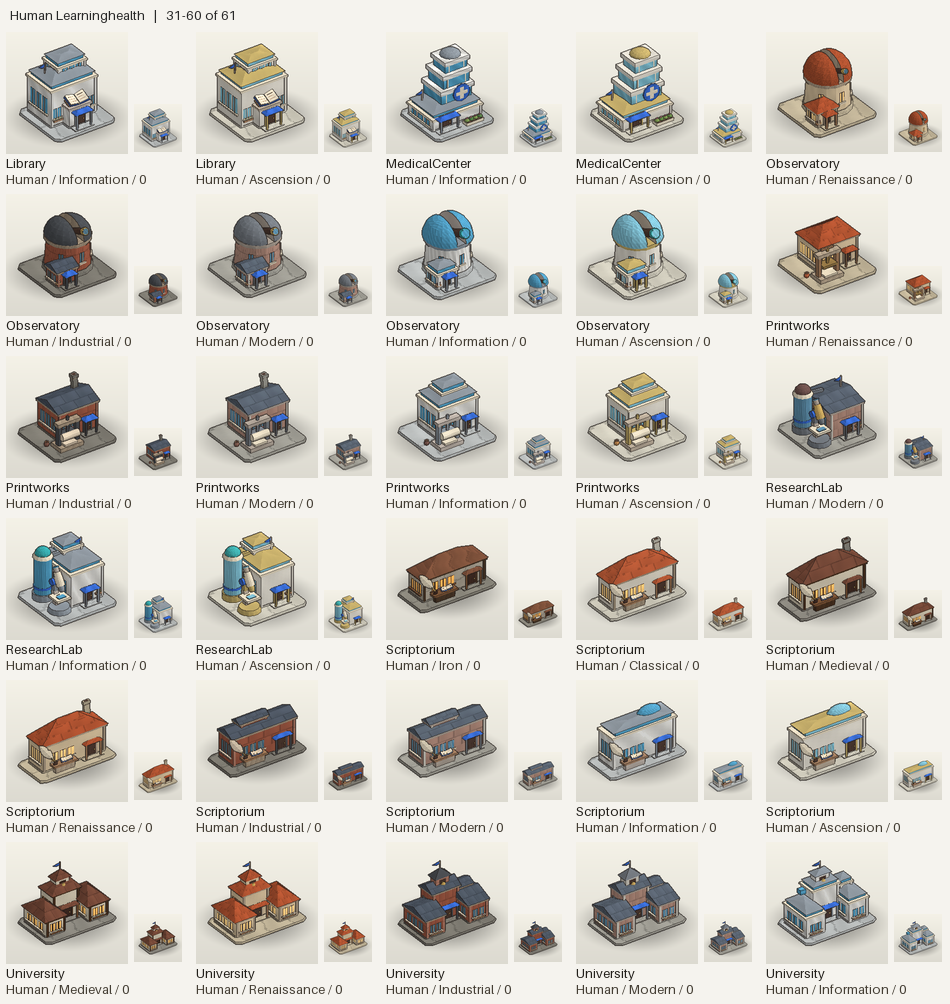 Human Learninghealth | 31-60 of 61
Library
Human / Information / 0
Library
Human / Ascension / 0
MedicalCenter
Human / Information / 0
MedicalCenter
Human / Ascension / 0
Observatory
Human / Renaissance / 0
Observatory
Human / Industrial / 0
Observatory
Human / Modern / 0
Observatory
Human / Information / 0
Observatory
Human / Ascension / 0
Printworks
Human / Renaissance / 0
Printworks
Human / Industrial / 0
Printworks
Human / Modern / 0
Printworks
Human / Information / 0
Printworks
Human / Ascension / 0
ResearchLab
Human / Modern / 0
ResearchLab
Human / Information / 0
ResearchLab
Human / Ascension / 0
Scriptorium
Human / Iron / 0
Scriptorium
Human / Classical / 0
Scriptorium
Human / Medieval / 0
Scriptorium
Human / Renaissance / 0
Scriptorium
Human / Industrial / 0
Scriptorium
Human / Modern / 0
Scriptorium
Human / Information / 0
Scriptorium
Human / Ascension / 0
University
Human / Medieval / 0
University
Human / Renaissance / 0
University
Human / Industrial / 0
University
Human / Modern / 0
University
Human / Information / 0